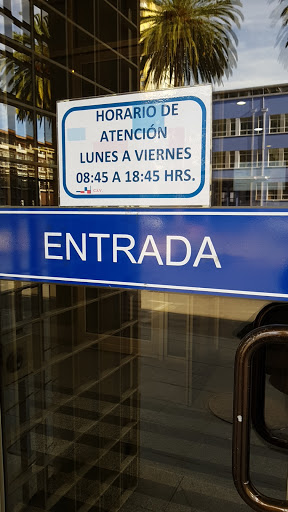 HORARIO DE
ATENCIÓN
LUNES A VIERNES
08:45 A 18:45 HRS.
ENTRADA